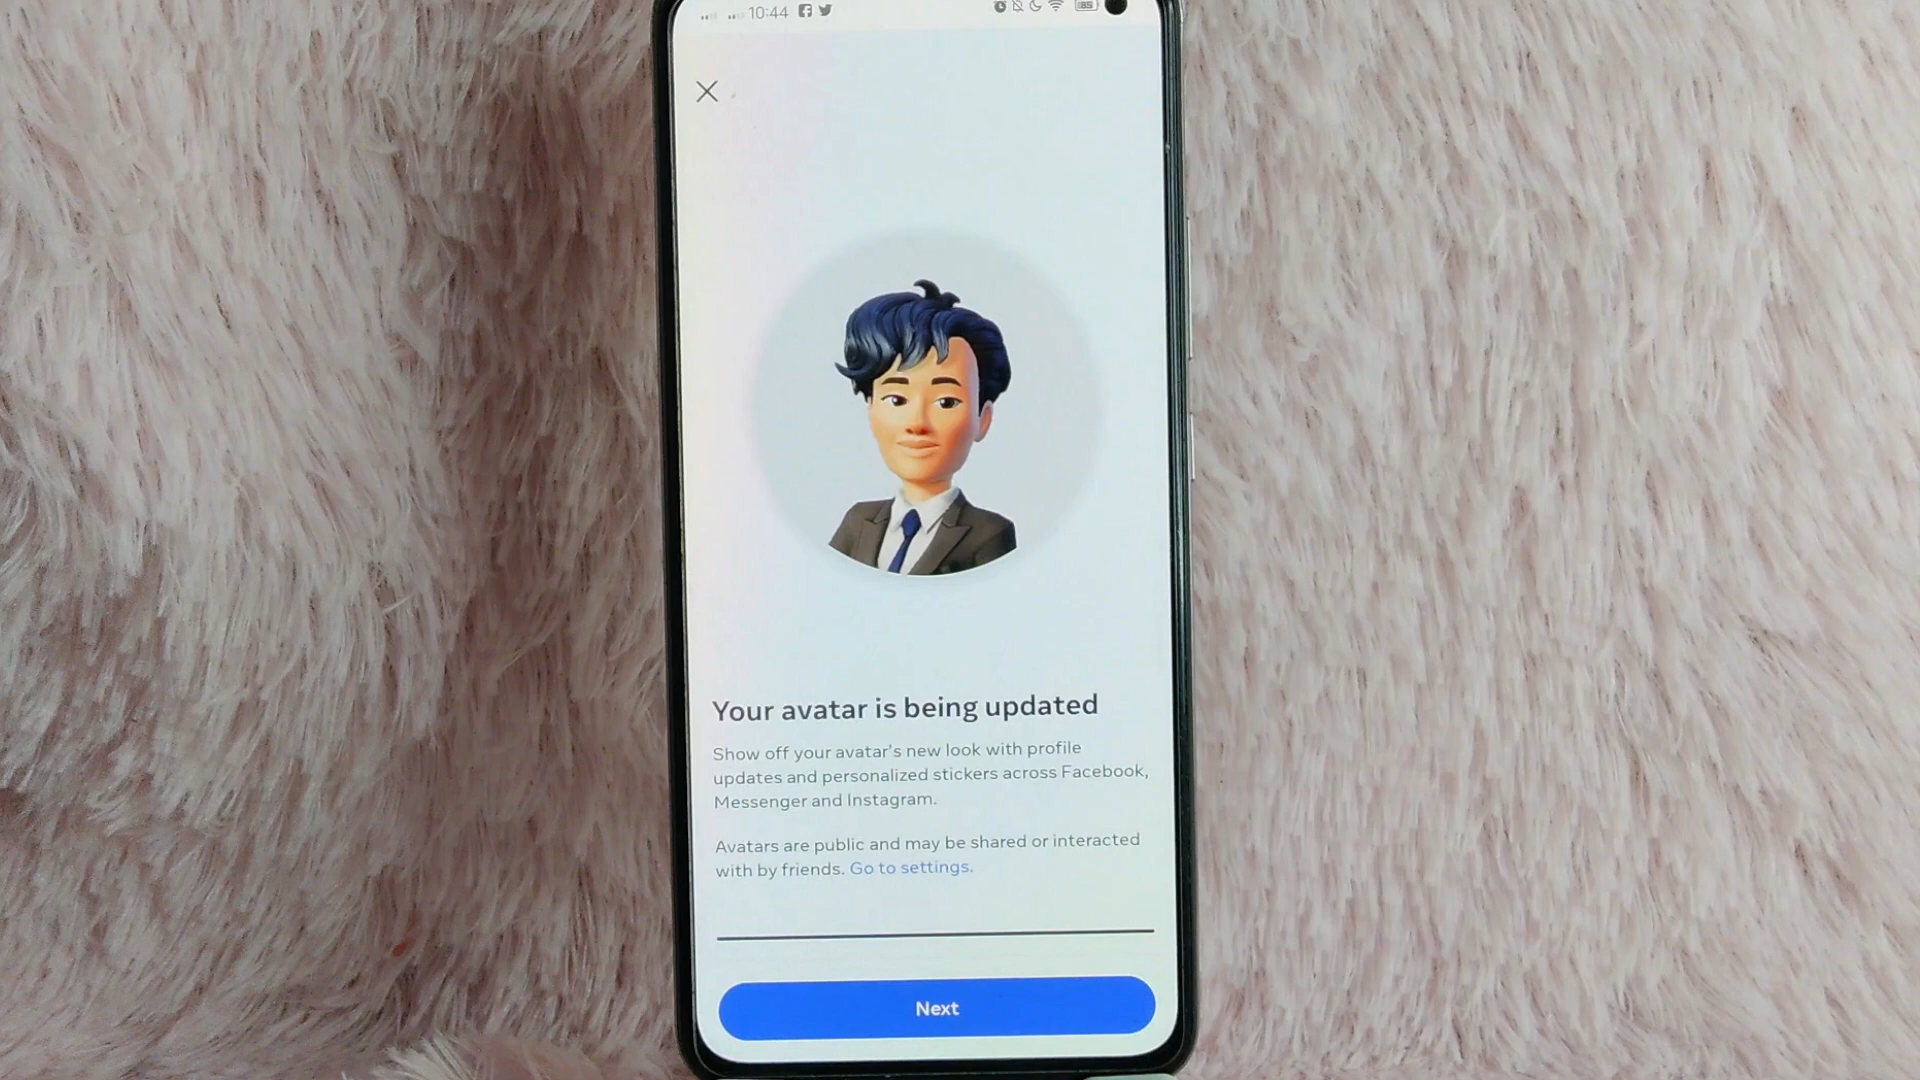 10:44
85
Your avatar is being updated
Show off your avatar's new look with profile
updates and personalized stickers across Facebook,
Messenger and Instagram.
Avatars are public and may be shared or interacted
with by friends. Go to settings.
Next